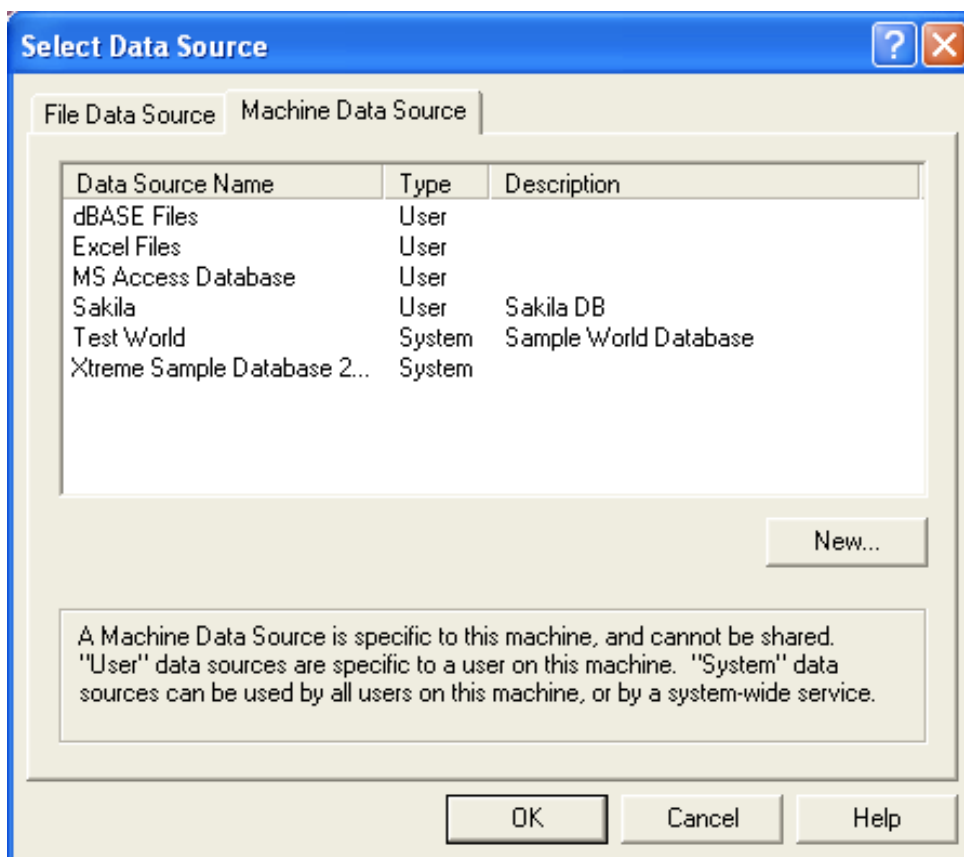 Select Data Source
File Data Source Machine Data Source
Data Source Name Type Description
dBASE Files User
Excel Files User
MS Access Database User
Sakila User Sakila DB
Test World System Sample World Database
Xtreme Sample Database 2... System
New...
A Machine Data Source is specific to this machine, and cannot be shared.
"User" data sources are specific to a user on this machine. "System" data
sources can be used by all users on this machine, or by a system-wide service.
OK Cancel Help